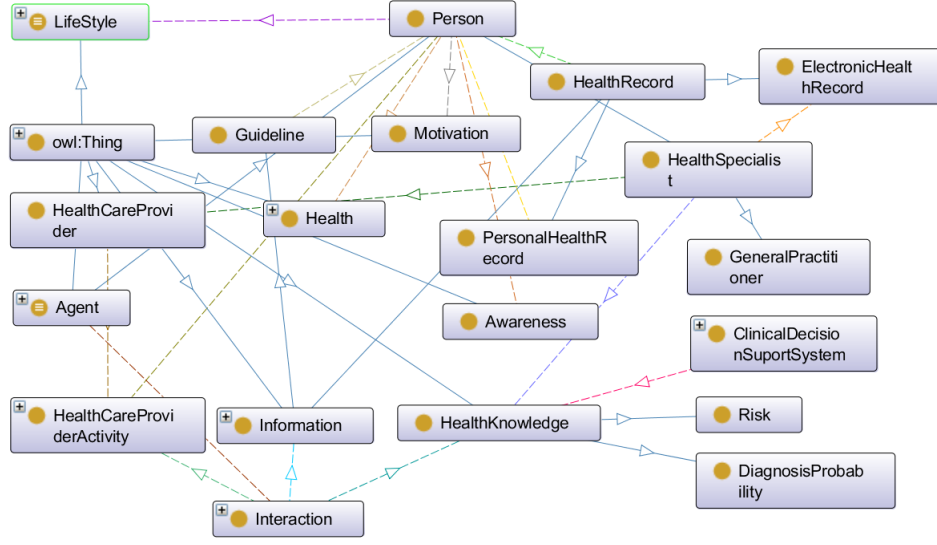 LifeStyle
Person
HealthRecord
ElectronicHealt
hRecord
owl:Thing
Guideline
Motivation
HealthSpecialis
t
HealthCareProvi
der
Health
PersonalHealthR
ecord
GeneralPractiti
oner
Agent
Awareness
ClinicalDecisio
nSuportSystem
HealthCareProvi
derActivity
Information
HealthKnowledge
Risk
DiagnosisProbab
ility
Interaction